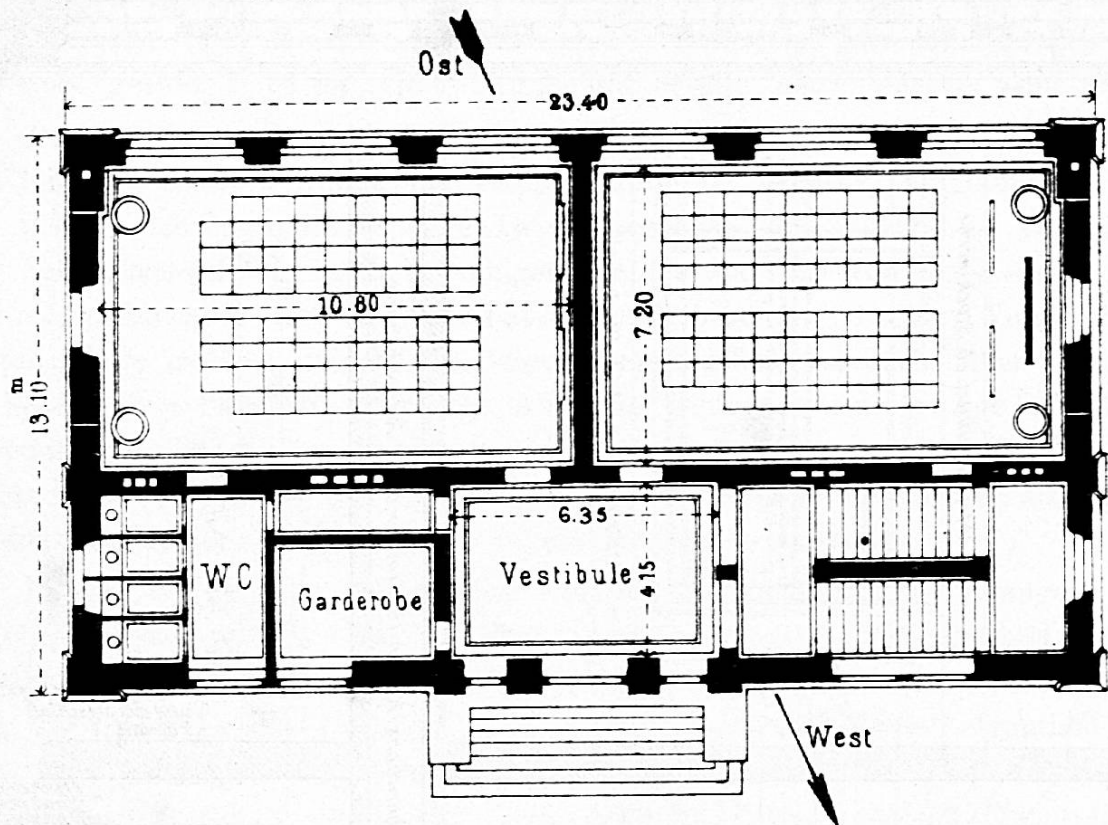 Ost
23.40
10.80
7.20
13.10 m
6.35
WC
Vestibule
4.15
Garderobe
West